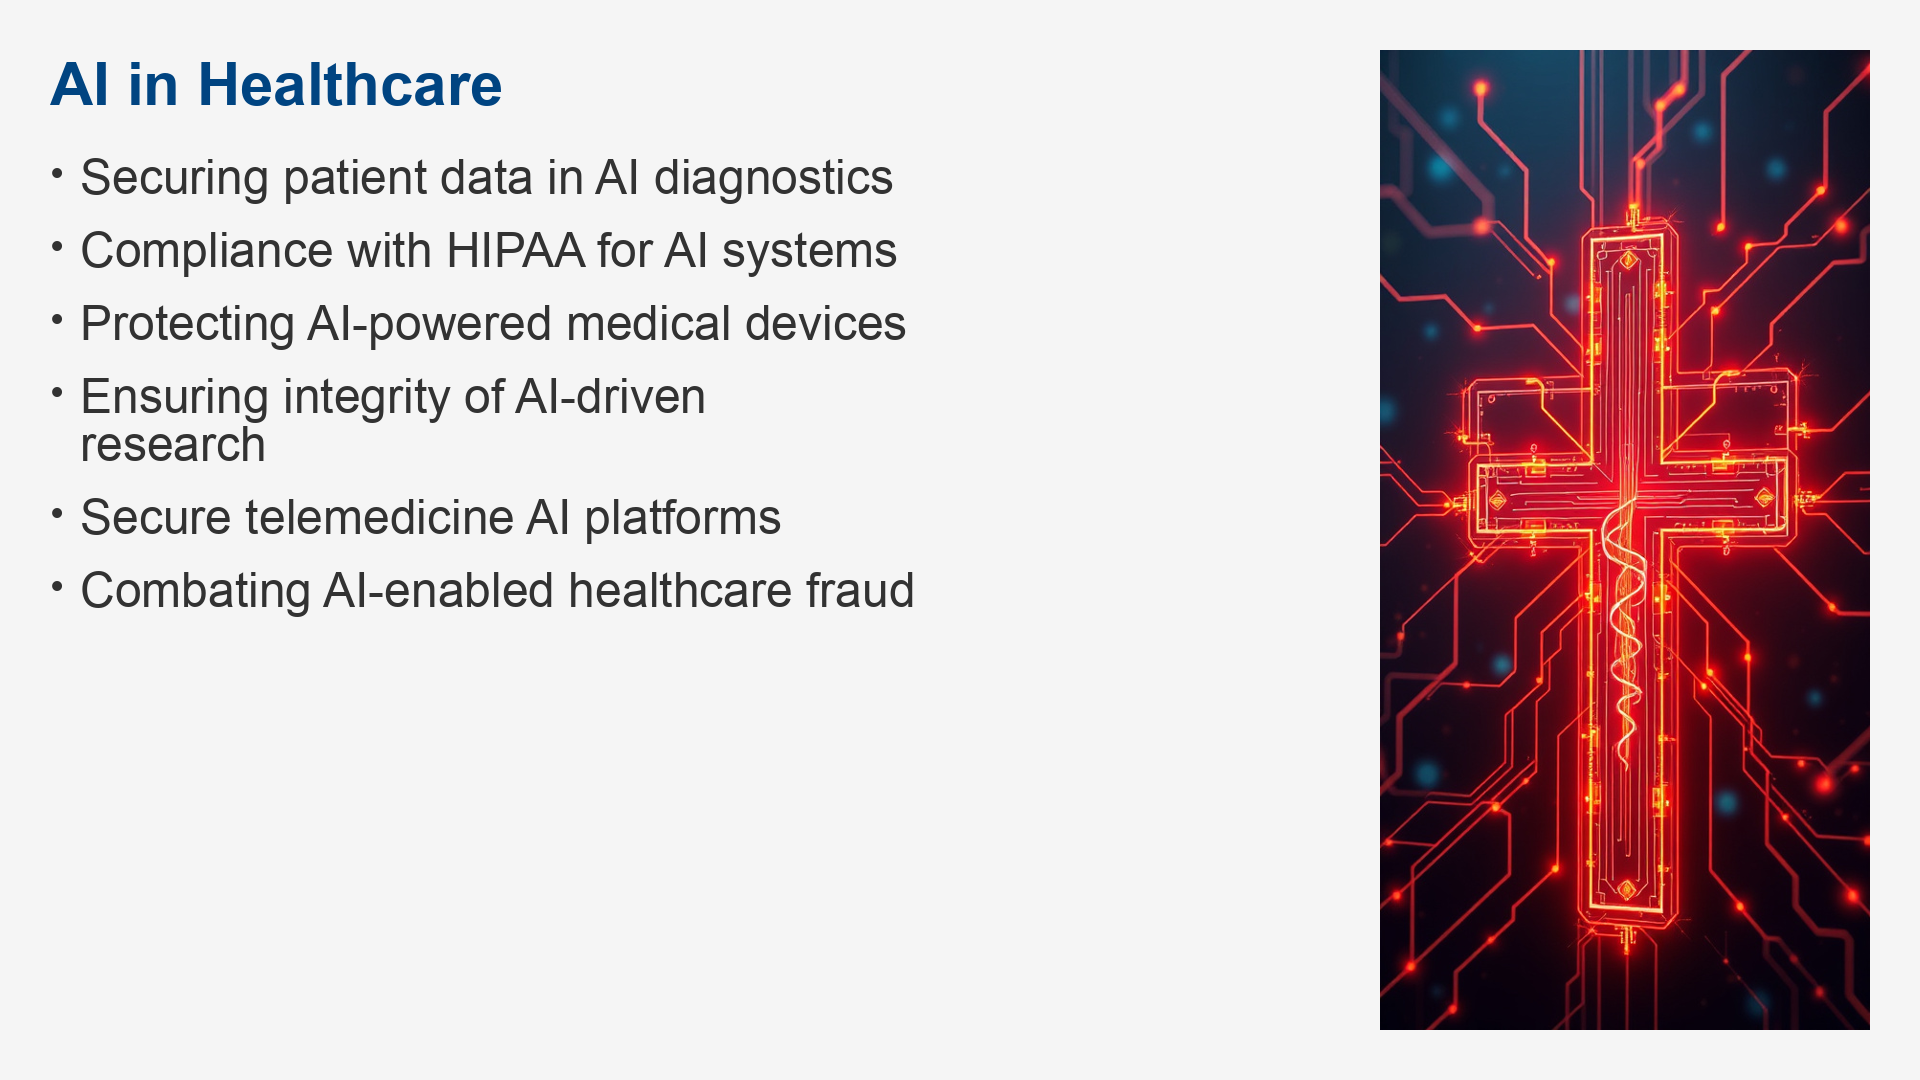 AI in Healthcare
• Securing patient data in AI diagnostics
• Compliance with HIPAA for AI systems
• Protecting AI-powered medical devices
• Ensuring integrity of AI-driven
research
• Secure telemedicine AI platforms
• Combating AI-enabled healthcare fraud